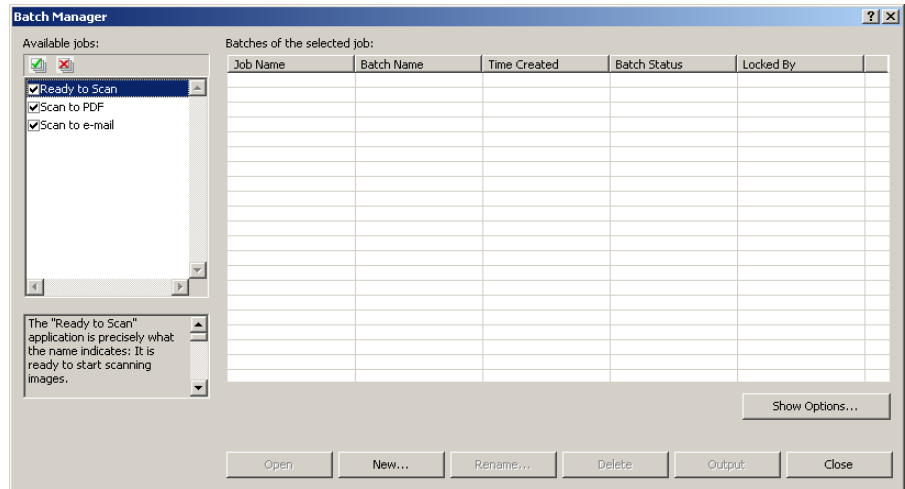 Batch Manager
Available jobs:
Batches of the selected job:
Ready to Scan
Scan to PDF
Scan to e-mail
Job Name Batch Name Time Created Batch Status Locked By
The "Ready to Scan"
application is precisely what
the name indicates: It is
ready to start scanning
images.
Show Options...
Open New... Rename... Delete Output Close